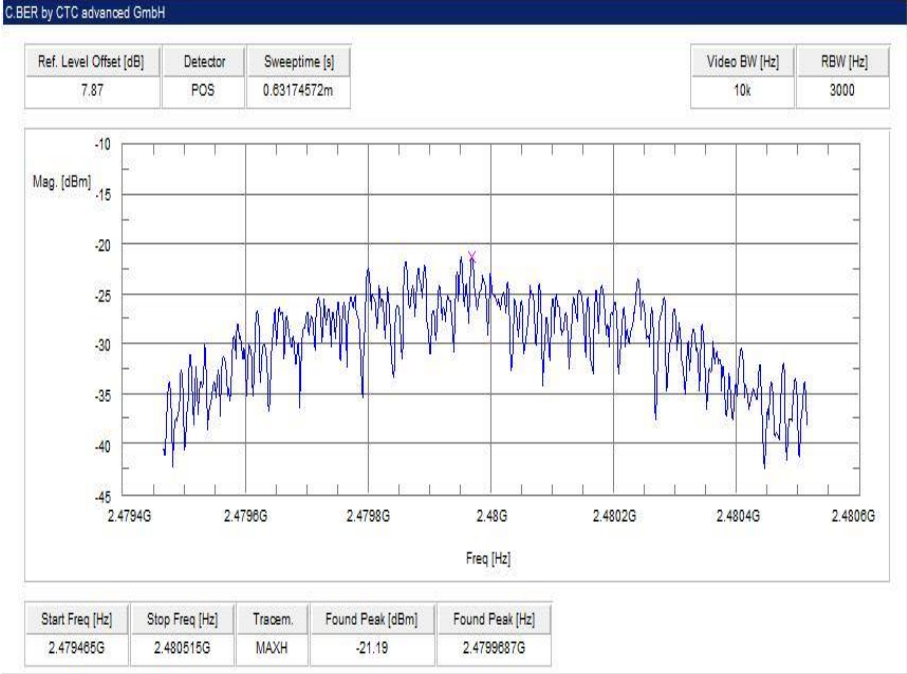 C.BER by CTC advanced GmbH
Ref. Level Offset [dB] Detector Sweeptime [s] Video BW [Hz] RBW [Hz]
7.87 POS 0.63174572m 10k 3000
-10
Mag. [dBm]
-15
-20
-25
-30
-35
-40
-45
2.4794G 2.4796G 2.4798G 2.48G 2.4802G 2.4804G 2.4806G
Freq [Hz]
Start Freq [Hz] Stop Freq [Hz] Tracem. Found Peak [dBm] Found Peak [Hz]
2.479465G 2.480515G MAXH -21.19 2.4799687G